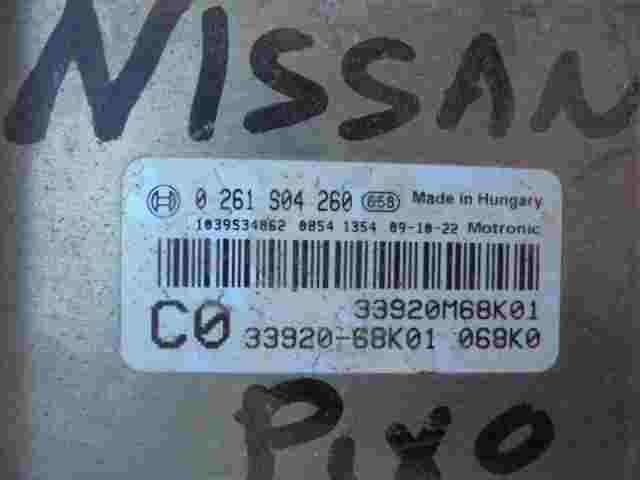 NISSAN
0 261 S04 260 668 Made in Hungary
1039S34862 0854 1354 09-10-22 Motronic
33920M68K01
C0 33920-68K01 068K0
Pixo